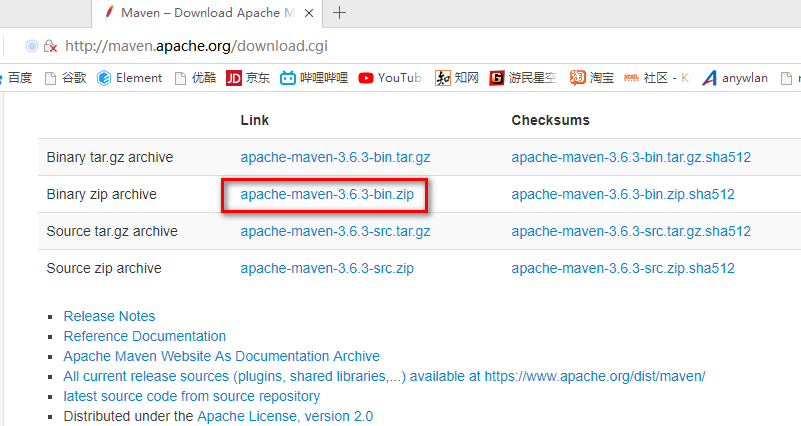 Maven – Download Apache M
http://maven.apache.org/download.cgi
百度 谷歌 Element 优酷 JD 京东 哔哩哔哩 YouTub 知 知网 G 游民星空 淘宝 社区 - K anywlan
Link Checksums
Binary tar.gz archive apache-maven-3.6.3-bin.tar.gz apache-maven-3.6.3-bin.tar.gz.sha512
Binary zip archive apache-maven-3.6.3-bin.zip apache-maven-3.6.3-bin.zip.sha512
Source tar.gz archive apache-maven-3.6.3-src.tar.gz apache-maven-3.6.3-src.tar.gz.sha512
Source zip archive apache-maven-3.6.3-src.zip apache-maven-3.6.3-src.zip.sha512
Release Notes
Reference Documentation
Apache Maven Website As Documentation Archive
All current release sources (plugins, shared libraries,...) available at https://www.apache.org/dist/maven/
latest source code from source repository
Distributed under the Apache License, version 2.0